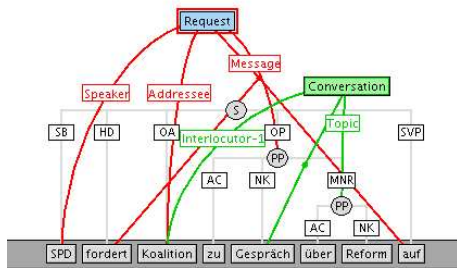 Request
Message
Speaker
Addressee
Conversation
S
Topic
SB
HD
OA
Interlocutor-1
OP
SVP
PP
AC
NK
MNR
PP
AC
NK
SPD fordert Koalition zu Gespräch über Reform auf